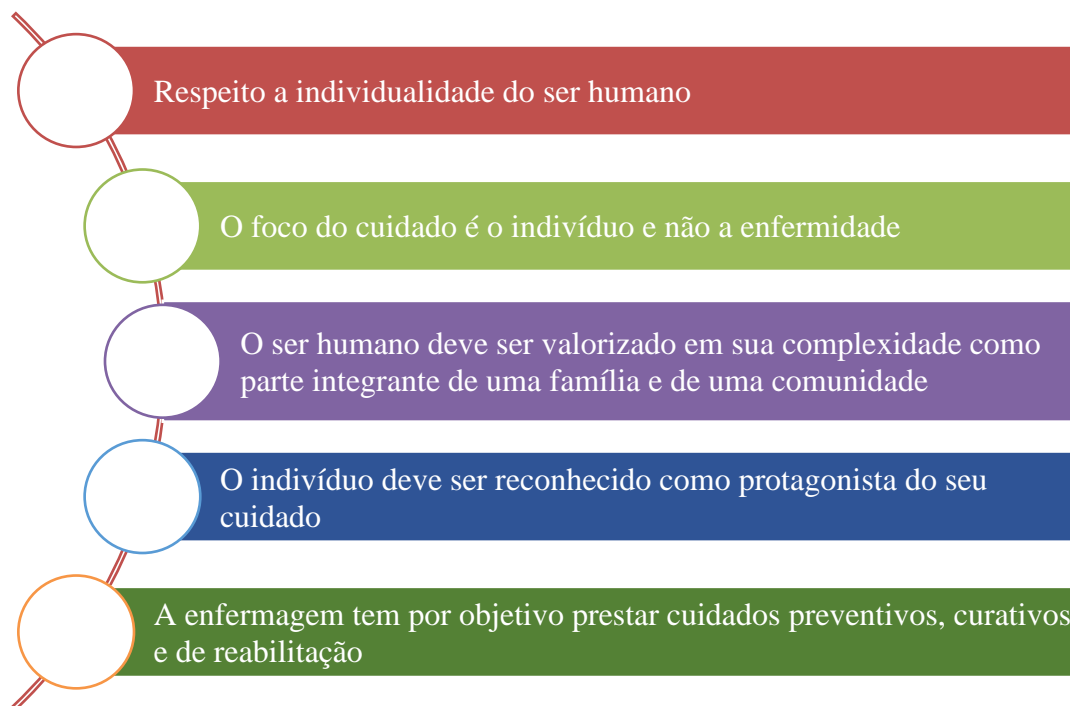 Respeito a individualidade do ser humano
O foco do cuidado é o indivíduo e não a enfermidade
O ser humano deve ser valorizado em sua complexidade como
parte integrante de uma família e de uma comunidade
O indivíduo deve ser reconhecido como protagonista do seu
cuidado
A enfermagem tem por objetivo prestar cuidados preventivos, curativos
e de reabilitação